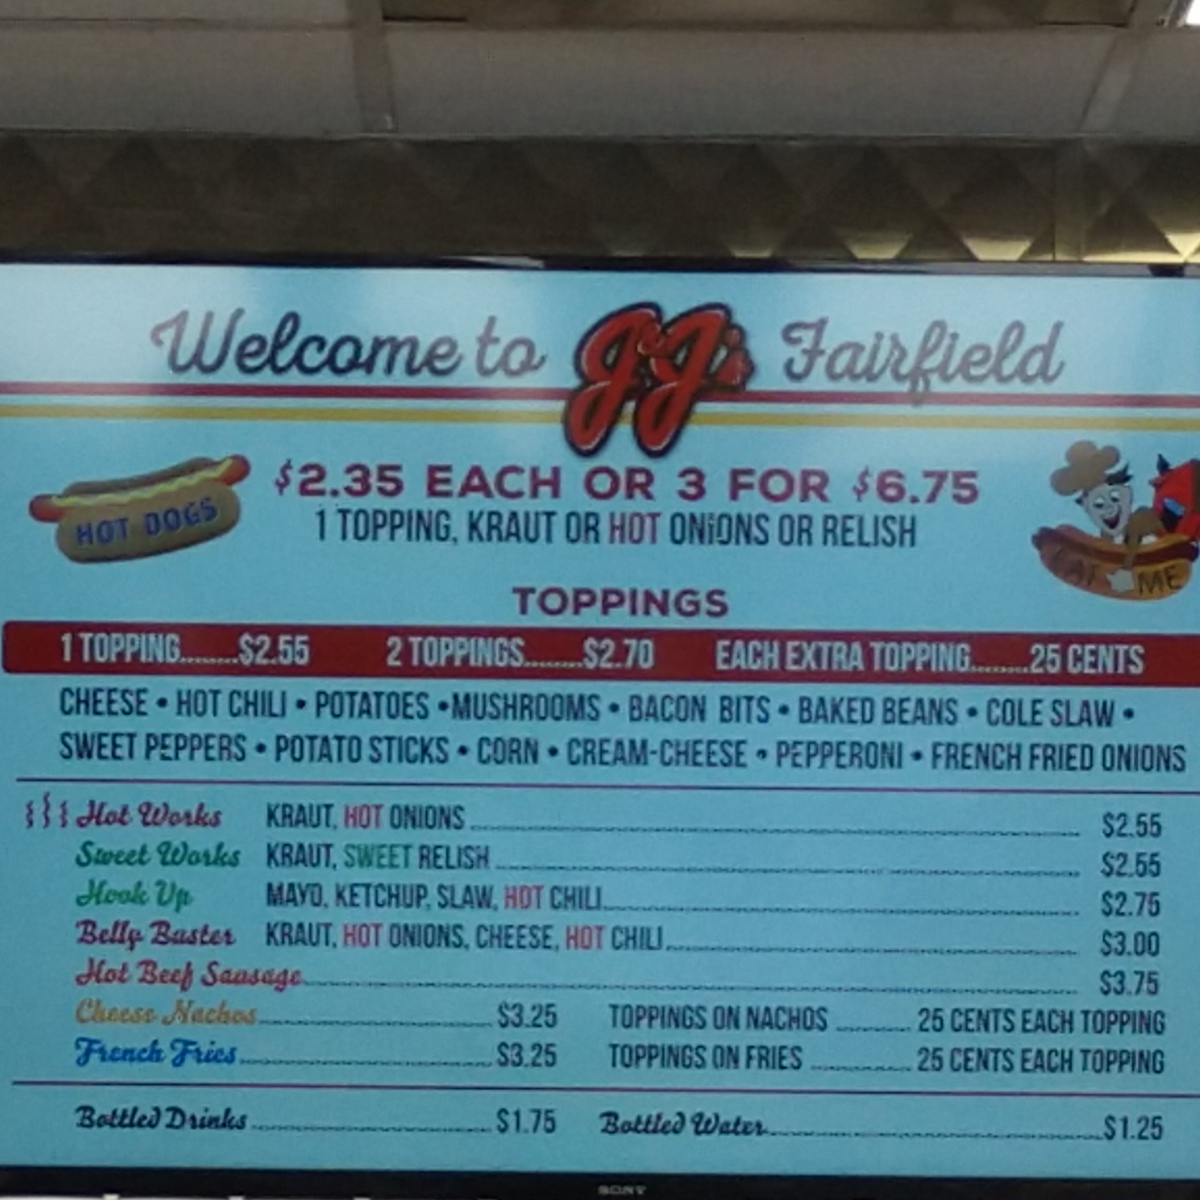 Welcome to JJ's Fairfield
HOT DOGS
$2.35 EACH OR 3 FOR $6.75
1 TOPPING, KRAUT OR HOT ONIONS OR RELISH
EAT ME
TOPPINGS
1 TOPPING........$2.55 2 TOPPINGS........$2.70 EACH EXTRA TOPPING........25 CENTS
CHEESE • HOT CHILI • POTATOES •MUSHROOMS • BACON BITS • BAKED BEANS • COLE SLAW •
SWEET PEPPERS • POTATO STICKS • CORN • CREAM-CHEESE • PEPPERONI • FRENCH FRIED ONIONS
Hot Works KRAUT, HOT ONIONS $2.55
Sweet Works KRAUT, SWEET RELISH $2.55
Hook Up MAYO, KETCHUP, SLAW, HOT CHILI $2.75
Belly Buster KRAUT, HOT ONIONS, CHEESE, HOT CHILI $3.00
Hot Beef Sausage $3.75
Cheese Nachos $3.25 TOPPINGS ON NACHOS 25 CENTS EACH TOPPING
French Fries $3.25 TOPPINGS ON FRIES 25 CENTS EACH TOPPING
Bottled Drinks $1.75 Bottled Water $1.25
SONY